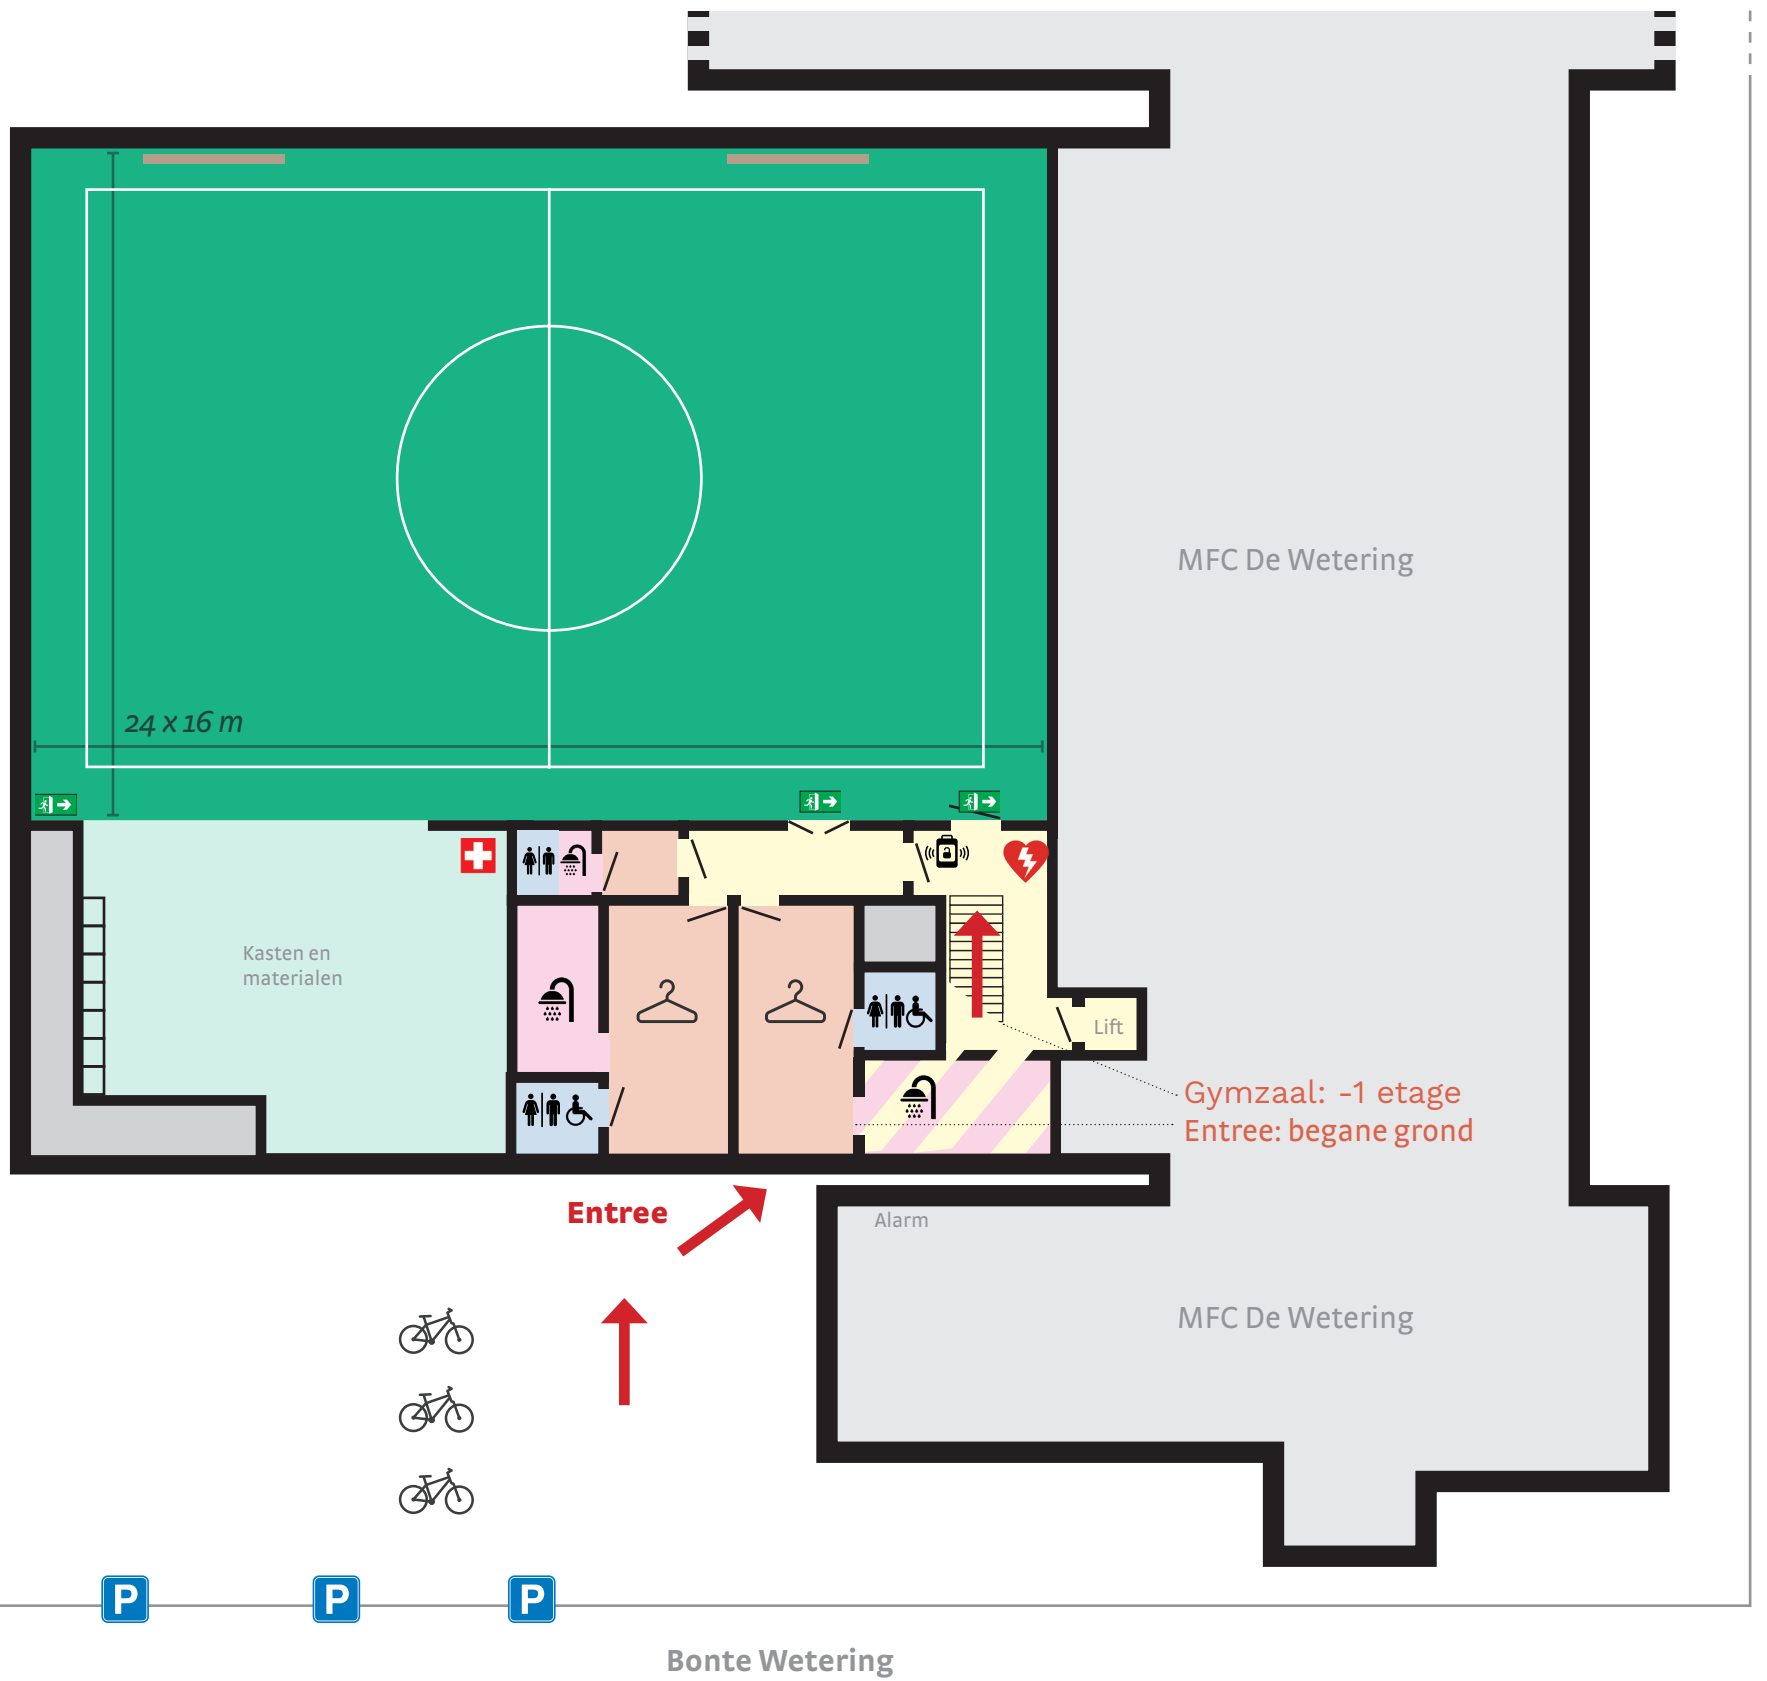 MFC De Wetering
24 x 16 m
Kasten en
materialen
Lift
Gymzaal: -1 etage
Entree: begane grond
Entree
Alarm
MFC De Wetering
P
P
P
Bonte Wetering